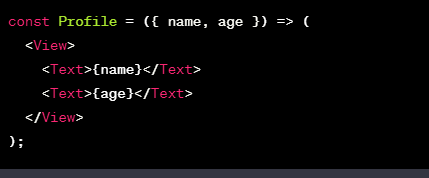 const Profile = ({ name, age }) => (
  <View>
    <Text>{name}</Text>
    <Text>{age}</Text>
  </View>
);